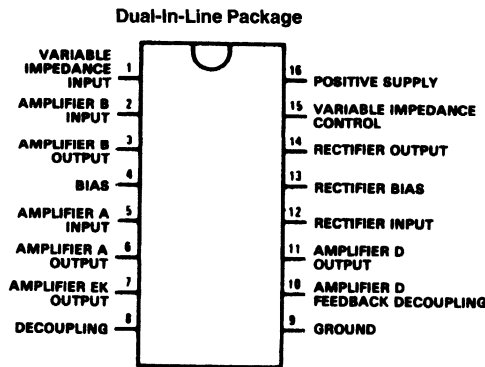 Dual-In-Line Package
VARIABLE
IMPEDANCE
INPUT
1
AMPLIFIER B
INPUT
2
AMPLIFIER B
OUTPUT
3
BIAS
4
AMPLIFIER A
INPUT
5
AMPLIFIER A
OUTPUT
6
AMPLIFIER EK
OUTPUT
7
DECOUPLING
8
16
POSITIVE SUPPLY
15
VARIABLE IMPEDANCE
CONTROL
14
RECTIFIER OUTPUT
13
RECTIFIER BIAS
12
RECTIFIER INPUT
11
AMPLIFIER D
OUTPUT
10
AMPLIFIER D
FEEDBACK DECOUPLING
9
GROUND